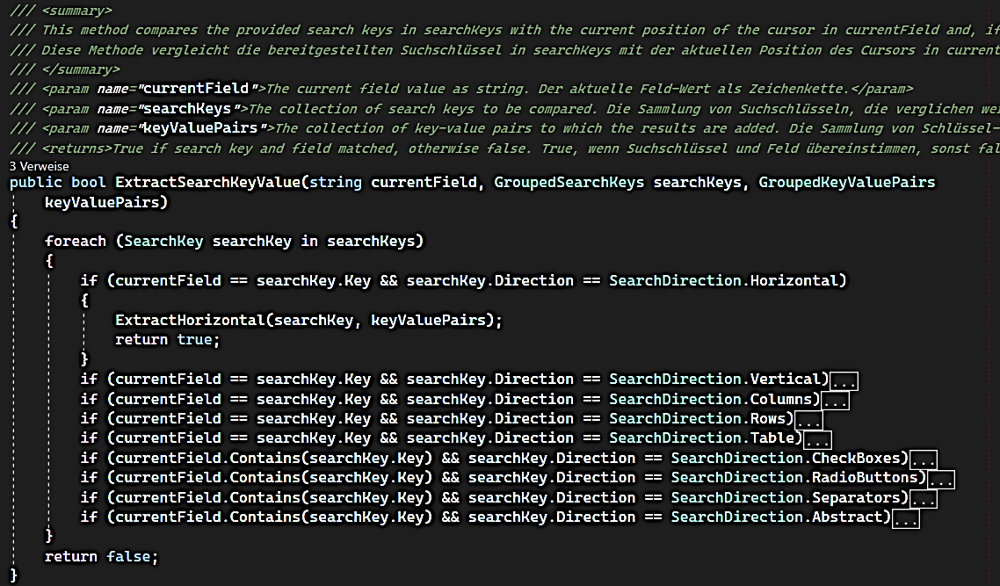 /// <summary>
/// This method compares the provided search keys in searchKeys with the current position of the cursor in currentField and, if
/// Diese Methode vergleicht die bereitgestellten Suchschlüssel in searchKeys mit der aktuellen Position des Cursors in current
/// </summary>
/// <param name="currentField">The current field value as string. Der aktuelle Feld-Wert als Zeichenkette.</param>
/// <param name="searchKeys">The collection of search keys to be compared. Die Sammlung von Suchschlüsseln, die verglichen wer
/// <param name="keyValuePairs">The collection of key-value pairs to which the results are added. Die Sammlung von Schlüssel-
/// <returns>True if search key and field matched, otherwise false. True, wenn Suchschlüssel und Feld übereinstimmen, sonst fal
3 Verweise
public bool ExtractSearchKeyValue(string currentField, GroupedSearchKeys searchKeys, GroupedKeyValuePairs
keyValuePairs)
{
foreach (SearchKey searchKey in searchKeys)
{
if (currentField == searchKey.Key && searchKey.Direction == SearchDirection.Horizontal)
{
ExtractHorizontal(searchKey, keyValuePairs);
return true;
}
if (currentField == searchKey.Key && searchKey.Direction == SearchDirection.Vertical)...
if (currentField == searchKey.Key && searchKey.Direction == SearchDirection.Columns)...
if (currentField == searchKey.Key && searchKey.Direction == SearchDirection.Rows)...
if (currentField == searchKey.Key && searchKey.Direction == SearchDirection.Table)...
if (currentField.Contains(searchKey.Key) && searchKey.Direction == SearchDirection.CheckBoxes)...
if (currentField.Contains(searchKey.Key) && searchKey.Direction == SearchDirection.RadioButtons)...
if (currentField.Contains(searchKey.Key) && searchKey.Direction == SearchDirection.Separators)...
if (currentField.Contains(searchKey.Key) && searchKey.Direction == SearchDirection.Abstract)...
}
return false;
}